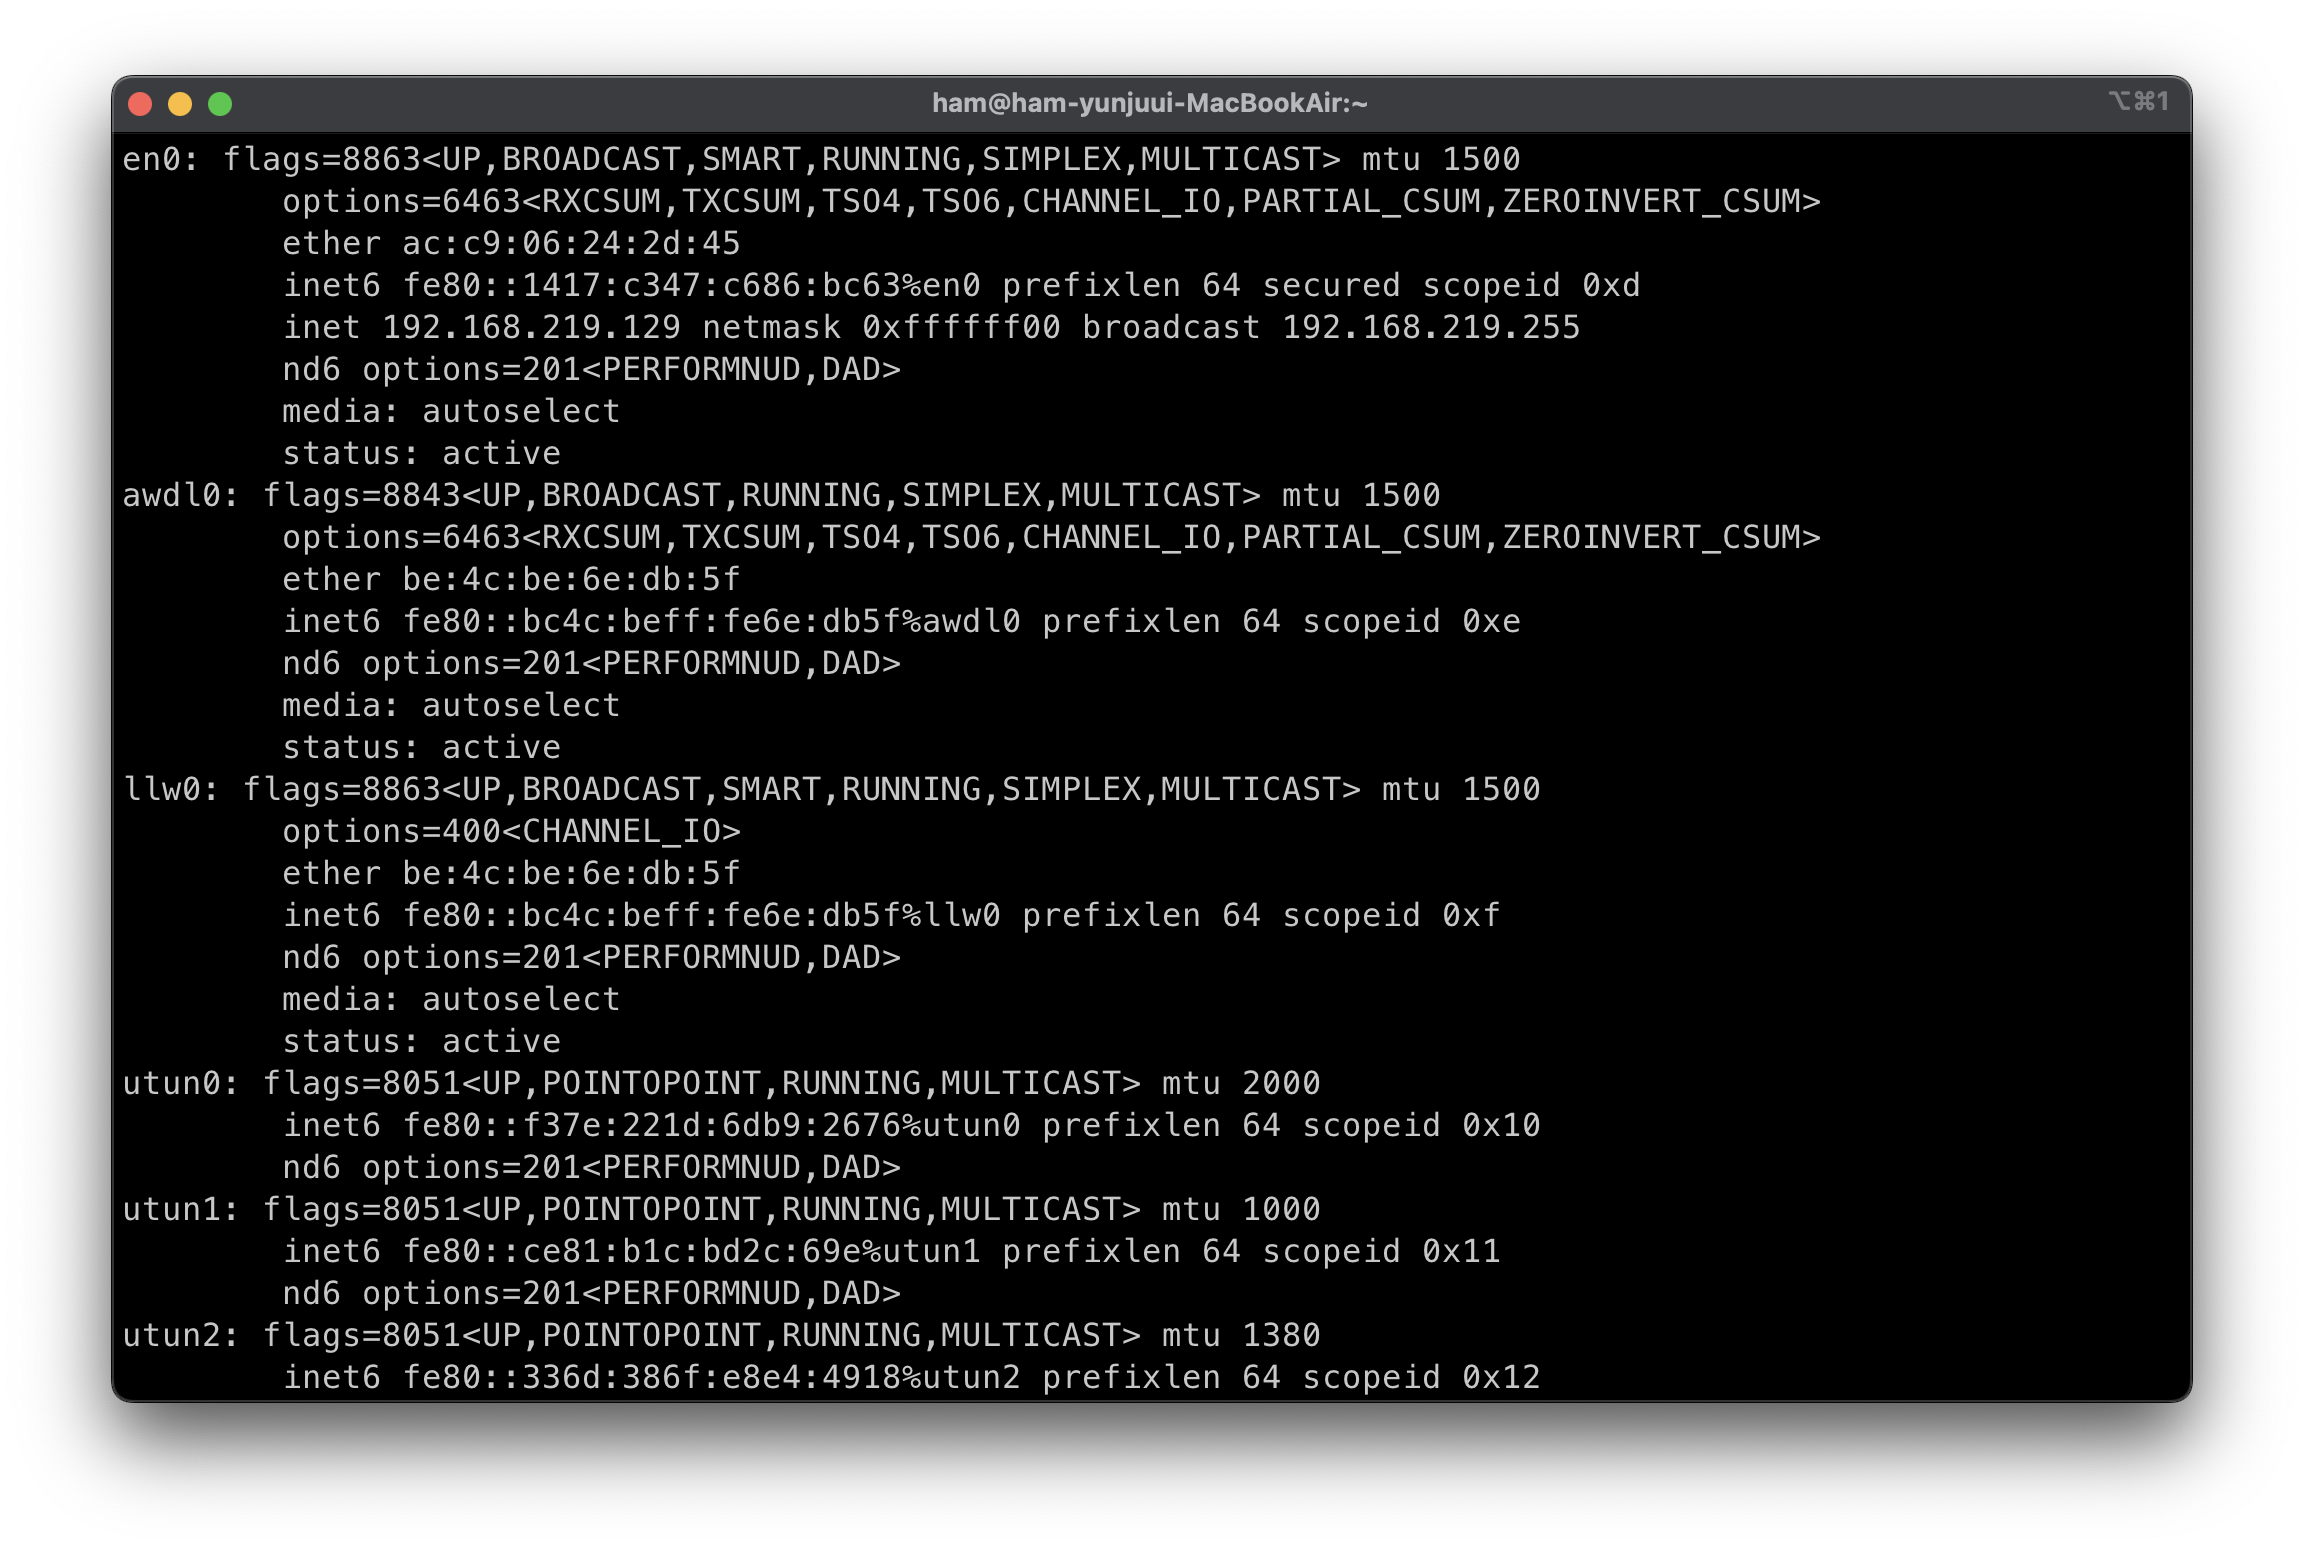 ham@ham-yunjuui-MacBookAir:~
⌥⌘1
en0: flags=8863<UP,BROADCAST,SMART,RUNNING,SIMPLEX,MULTICAST> mtu 1500
options=6463<RXCSUM,TXCSUM,TSO4,TSO6,CHANNEL_IO,PARTIAL_CSUM,ZEROINVERT_CSUM>
ether ac:c9:06:24:2d:45
inet6 fe80::1417:c347:c686:bc63%en0 prefixlen 64 secured scopeid 0xd
inet 192.168.219.129 netmask 0xffffff00 broadcast 192.168.219.255
nd6 options=201<PERFORMNUD,DAD>
media: autoselect
status: active
awdl0: flags=8843<UP,BROADCAST,RUNNING,SIMPLEX,MULTICAST> mtu 1500
options=6463<RXCSUM,TXCSUM,TSO4,TSO6,CHANNEL_IO,PARTIAL_CSUM,ZEROINVERT_CSUM>
ether be:4c:be:6e:db:5f
inet6 fe80::bc4c:beff:fe6e:db5f%awdl0 prefixlen 64 scopeid 0xe
nd6 options=201<PERFORMNUD,DAD>
media: autoselect
status: active
llw0: flags=8863<UP,BROADCAST,SMART,RUNNING,SIMPLEX,MULTICAST> mtu 1500
options=400<CHANNEL_IO>
ether be:4c:be:6e:db:5f
inet6 fe80::bc4c:beff:fe6e:db5f%llw0 prefixlen 64 scopeid 0xf
nd6 options=201<PERFORMNUD,DAD>
media: autoselect
status: active
utun0: flags=8051<UP,POINTOPOINT,RUNNING,MULTICAST> mtu 2000
inet6 fe80::f37e:221d:6db9:2676%utun0 prefixlen 64 scopeid 0x10
nd6 options=201<PERFORMNUD,DAD>
utun1: flags=8051<UP,POINTOPOINT,RUNNING,MULTICAST> mtu 1000
inet6 fe80::ce81:b1c:bd2c:69e%utun1 prefixlen 64 scopeid 0x11
nd6 options=201<PERFORMNUD,DAD>
utun2: flags=8051<UP,POINTOPOINT,RUNNING,MULTICAST> mtu 1380
inet6 fe80::336d:386f:e8e4:4918%utun2 prefixlen 64 scopeid 0x12